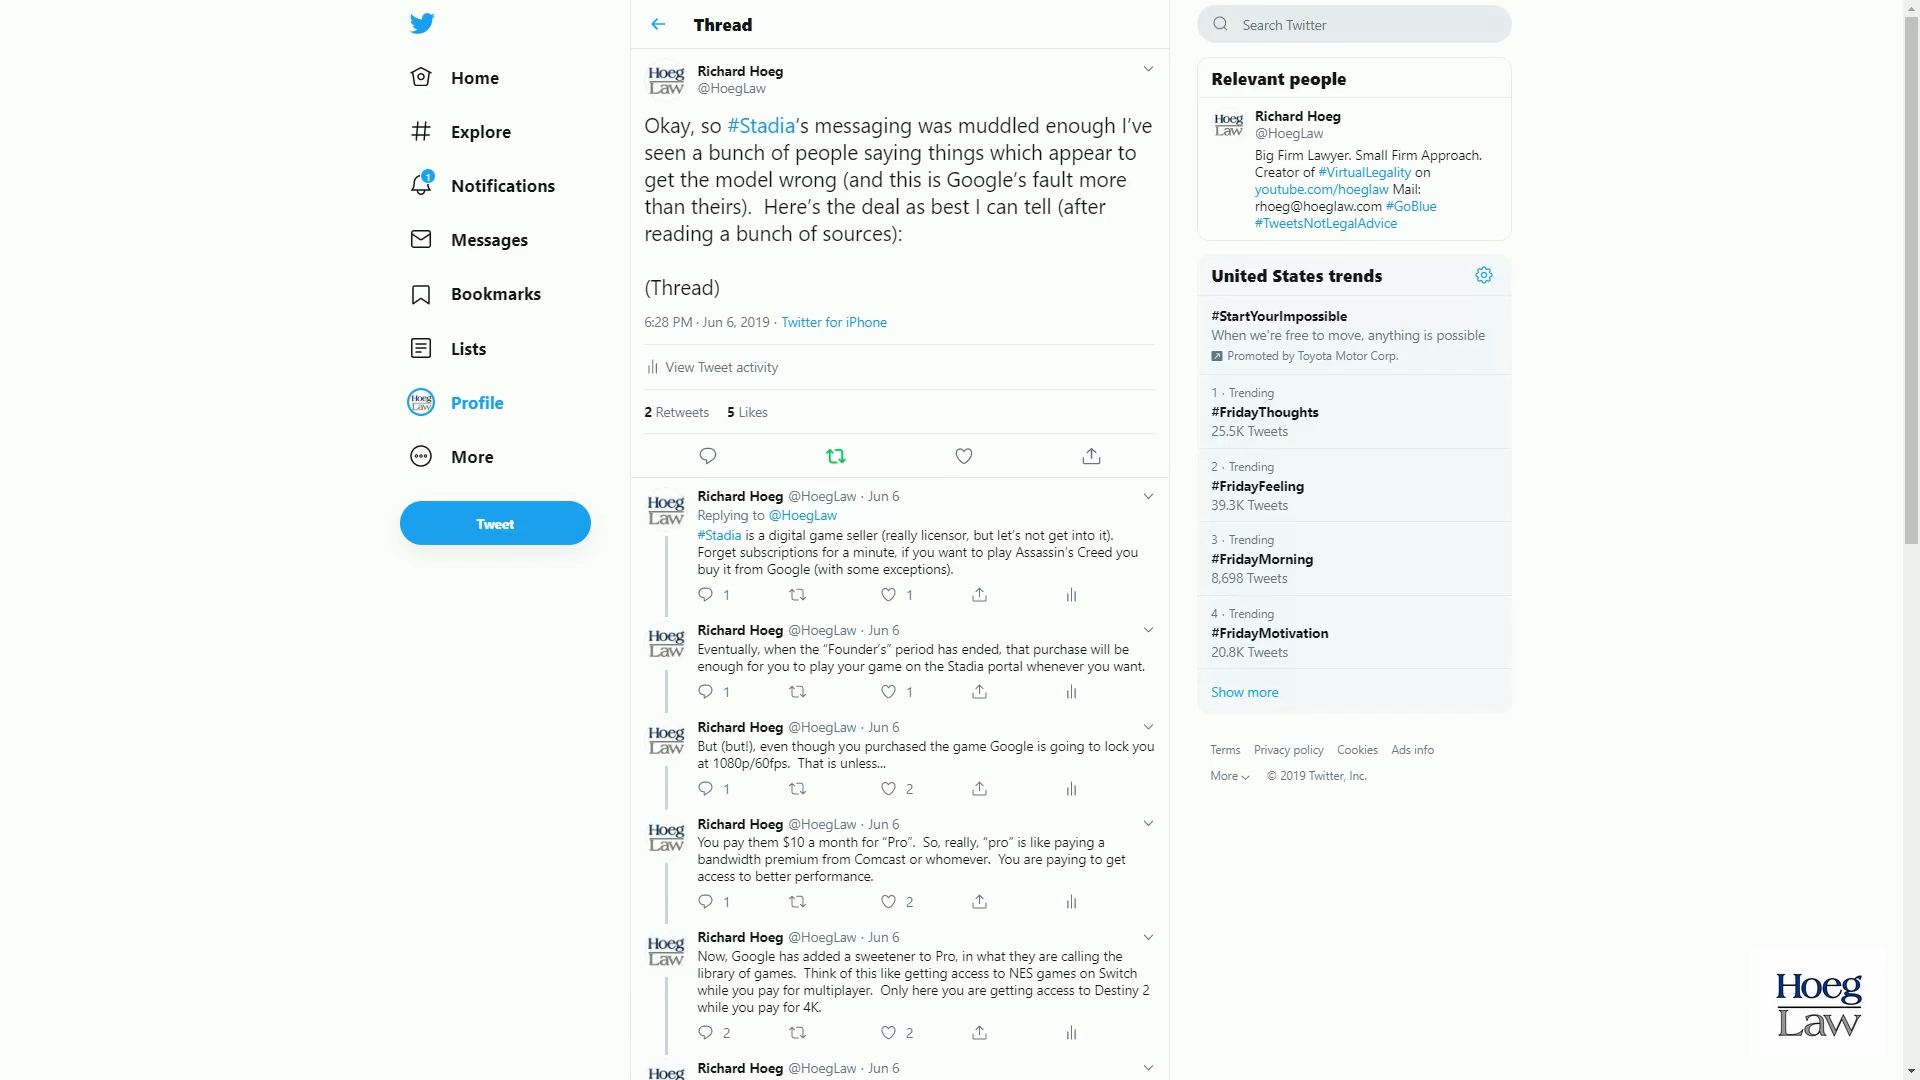 Home
Explore
1
Notifications
Messages
Bookmarks
Lists
Hoeg
Law
Profile
More
Tweet
Thread
Hoeg
Law
Richard Hoeg
@HoegLaw
Okay, so #Stadia's messaging was muddled enough I've
seen a bunch of people saying things which appear to
get the model wrong (and this is Google's fault more
than theirs).  Here's the deal as best I can tell (after
reading a bunch of sources):
(Thread)
6:28 PM · Jun 6, 2019 · Twitter for iPhone
View Tweet activity
2 Retweets 5 Likes
Hoeg
Law
Richard Hoeg @HoegLaw · Jun 6
Replying to @HoegLaw
#Stadia is a digital game seller (really licensor, but let's not get into it).
Forget subscriptions for a minute, if you want to play Assassin's Creed you
buy it from Google (with some exceptions).
1 1
Hoeg
Law
Richard Hoeg @HoegLaw · Jun 6
Eventually, when the “Founder's” period has ended, that purchase will be
enough for you to play your game on the Stadia portal whenever you want.
1 1
Hoeg
Law
Richard Hoeg @HoegLaw · Jun 6
But (but!), even though you purchased the game Google is going to lock you
at 1080p/60fps.  That is unless...
1 2
Hoeg
Law
Richard Hoeg @HoegLaw · Jun 6
You pay them $10 a month for “Pro”.  So, really, “pro” is like paying a
bandwidth premium from Comcast or whomever.  You are paying to get
access to better performance.
1 2
Hoeg
Law
Richard Hoeg @HoegLaw · Jun 6
Now, Google has added a sweetener to Pro, in what they are calling the
library of games.  Think of this like getting access to NES games on Switch
while you pay for multiplayer.  Only here you are getting access to Destiny 2
while you pay for 4K.
2 2
Hoeg
Richard Hoeg @HoegLaw · Jun 6
Search Twitter
Relevant people
Hoeg
Law
Richard Hoeg
@HoegLaw
Big Firm Lawyer. Small Firm Approach.
Creator of #VirtualLegality on
youtube.com/hoeglaw Mail:
rhoeg@hoeglaw.com #GoBlue
#TweetsNotLegalAdvice
United States trends
#StartYourImpossible
When we're free to move, anything is possible
Promoted by Toyota Motor Corp.
1 · Trending
#FridayThoughts
25.5K Tweets
2 · Trending
#FridayFeeling
39.3K Tweets
3 · Trending
#FridayMorning
8,698 Tweets
4 · Trending
#FridayMotivation
20.8K Tweets
Show more
Terms Privacy policy Cookies Ads info
More © 2019 Twitter, Inc.
Hoeg
Law